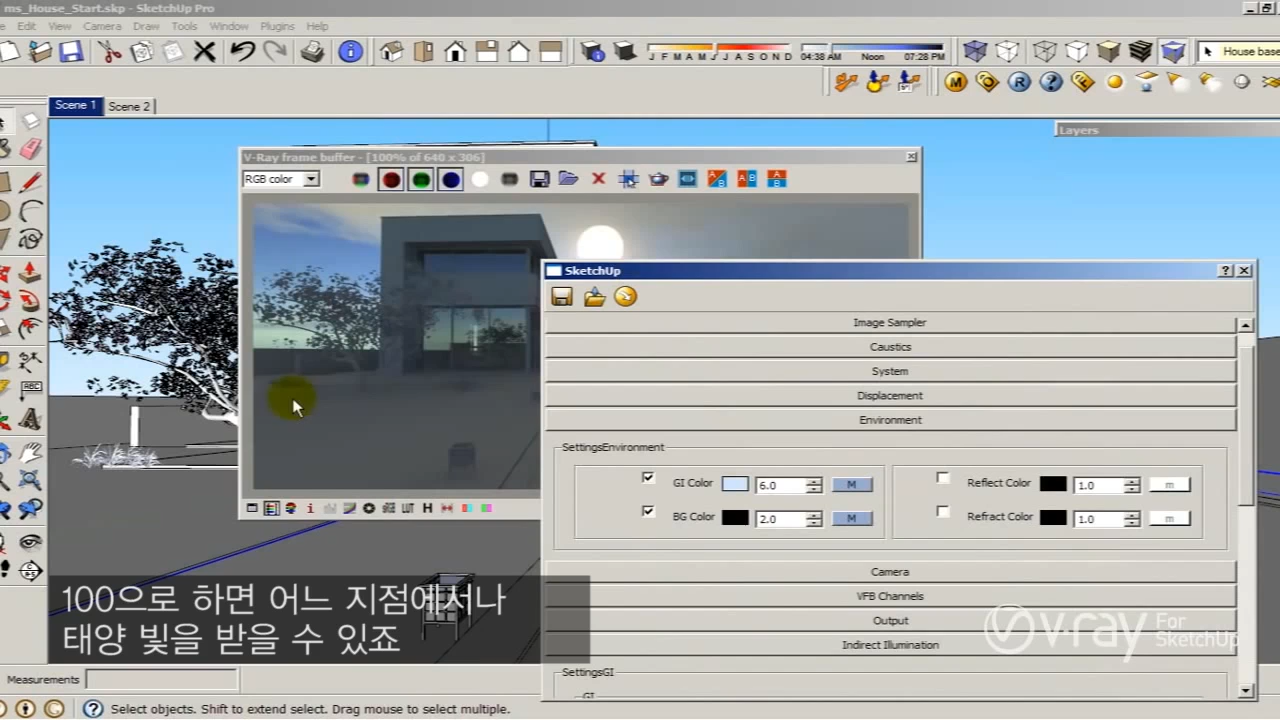 ms_House_Start.skp - SketchUp Pro
Edit View Camera Draw Tools Window Plugins Help
J F M A M J J A S O N D 04:38 AM Noon 07:28 PM
House base
M O R ? F
Scene 1 Scene 2
Layers
V-Ray frame buffer - [100% of 640 x 306]
RGB color
SketchUp
Image Sampler
Caustics
System
Displacement
Environment
SettingsEnvironment
GI Color 6.0 M Reflect Color 1.0 m
BG Color 2.0 M Refract Color 1.0 m
Camera
VFB Channels
Output
Indirect Illumination
SettingsGI
GI
LUT H
ABC
100으로 하면 어느 지점에서나
태양 빛을 받을 수 있죠
v.ray For SketchUp
Measurements
Select objects. Shift to extend select. Drag mouse to select multiple.